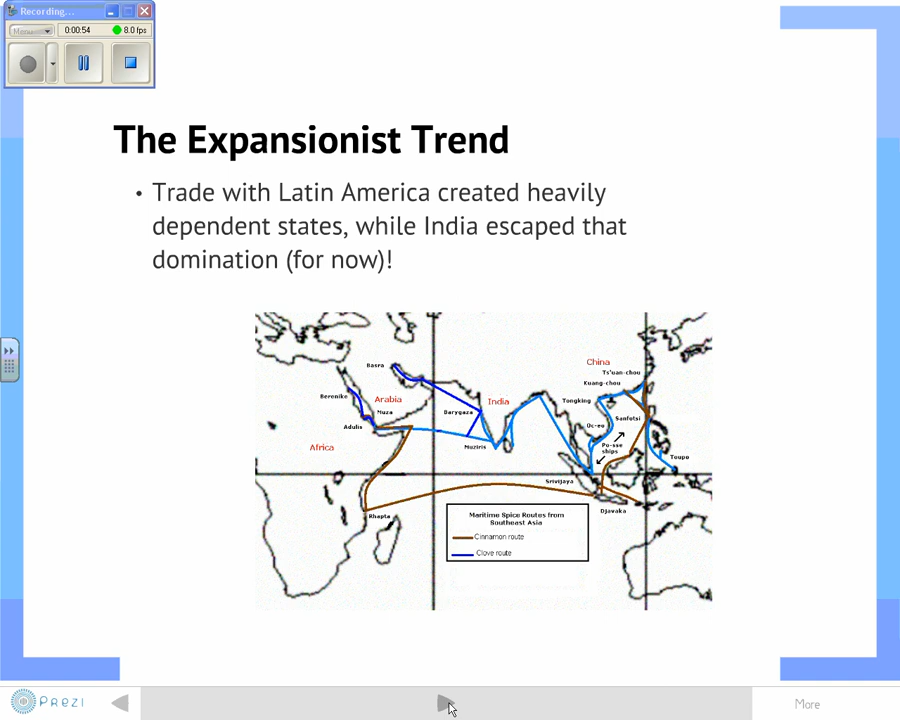 Recording...
0:00:54
8.0 fps
The Expansionist Trend
• Trade with Latin America created heavily
dependent states, while India escaped that
domination (for now)!
China
Basra
Ts'uan-chou
Kuang-chou
Berenike
Arabia
India
Tongking
Muza
Barygaza
Sanfotsi
Adulis
Oc-eo
Africa
Muziris
Po-sse
ships
Toupo
Srivijaya
Rhapta
Djavaka
Maritime Spice Routes from
Southeast Asia
Cinnamon route
Clove route
PREZI
More